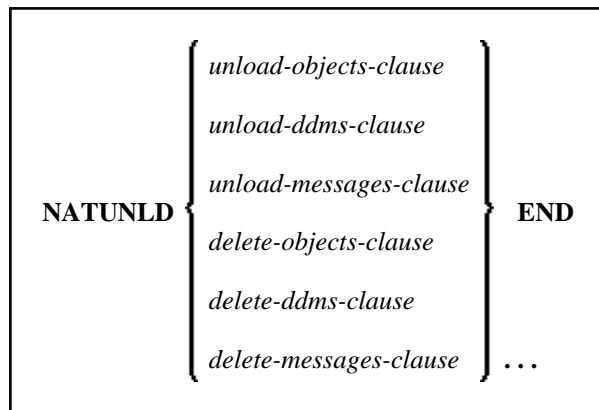 unload-objects-clause
unload-ddms-clause
unload-messages-clause
NATUNLD { } END
delete-objects-clause
delete-ddms-clause
delete-messages-clause ...